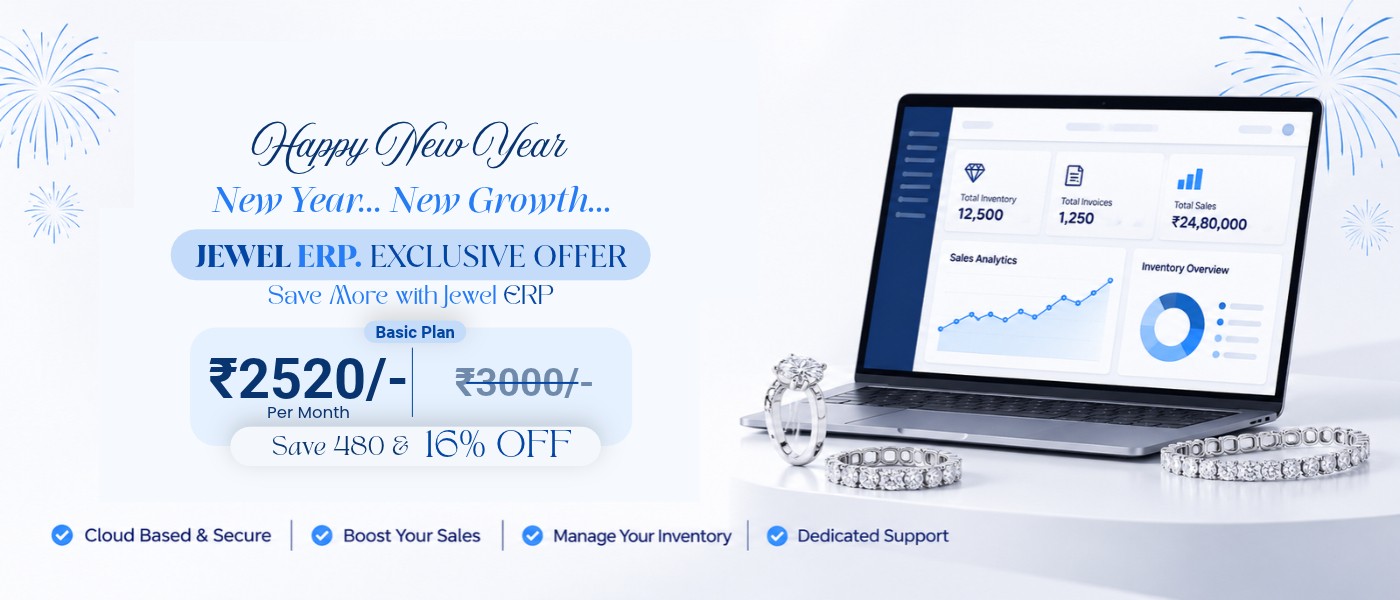 Happy New Year
New Year... New Growth...
JEWEL ERP. EXCLUSIVE OFFER
Save More with Jewel ERP
Basic Plan
₹2520/-
Per Month
₹3000/-
Save 480 & 16% OFF
Total Inventory
12,500
Total Invoices
1,250
Total Sales
₹24,80,000
Sales Analytics
Inventory Overview
Cloud Based & Secure
Boost Your Sales
Manage Your Inventory
Dedicated Support